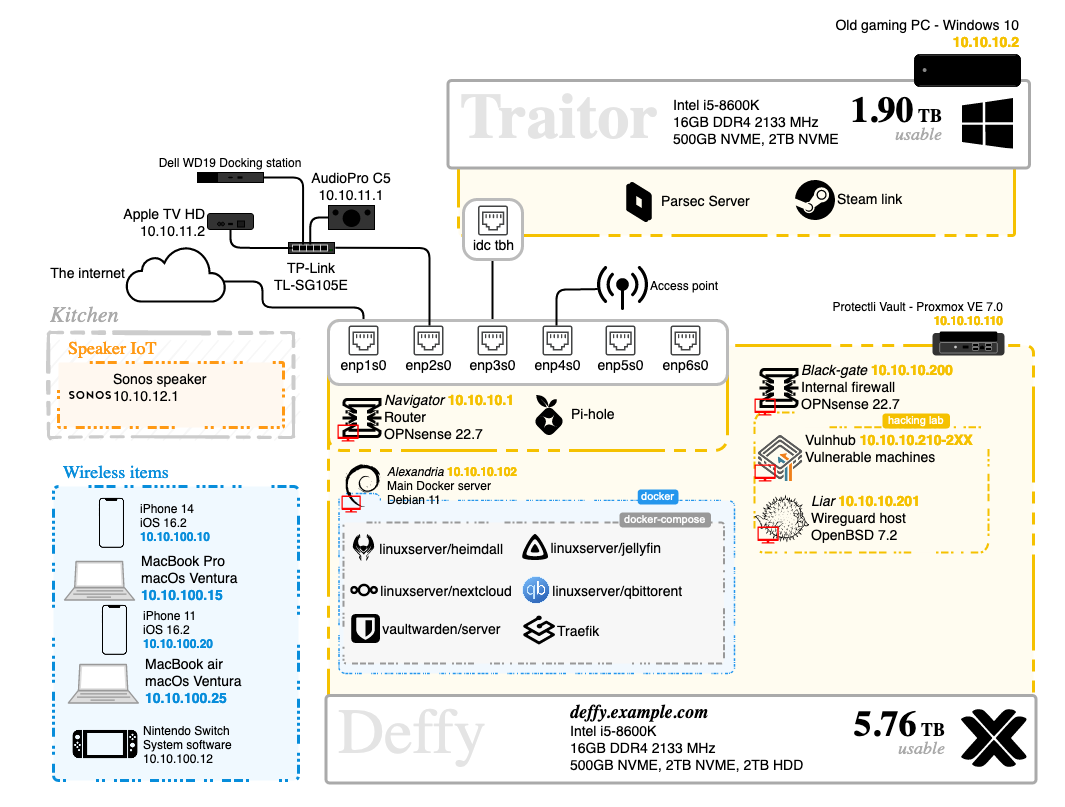 Old gaming PC - Windows 10
10.10.10.2
Traitor
Intel i5-8600K
16GB DDR4 2133 MHz
500GB NVME, 2TB NVME
1.90 TB
usable
Parsec Server
Steam link
idc tbh
Dell WD19 Docking station
AudioPro C5
10.10.11.1
Apple TV HD
10.10.11.2
TP-Link
TL-SG105E
The internet
Access point
Kitchen
Speaker IoT
Sonos speaker
SONOS
10.10.12.1
enp1s0
enp2s0
enp3s0
enp4s0
enp5s0
enp6s0
Navigator 10.10.10.1
Router
OPNsense 22.7
Pi-hole
Protectli Vault - Proxmox VE 7.0
10.10.10.110
Black-gate 10.10.10.200
Internal firewall
OPNsense 22.7
hacking lab
Vulnhub 10.10.10.210-2XX
Vulnerable machines
Liar 10.10.10.201
Wireguard host
OpenBSD 7.2
Wireless items
iPhone 14
iOS 16.2
10.10.100.10
MacBook Pro
macOs Ventura
10.10.100.15
iPhone 11
iOS 16.2
10.10.100.20
MacBook air
macOs Ventura
10.10.100.25
Nintendo Switch
System software
10.10.100.12
Alexandria 10.10.10.102
Main Docker server
Debian 11
docker
docker-compose
linuxserver/heimdall
linuxserver/jellyfin
linuxserver/nextcloud
qb
linuxserver/qbittorent
vaultwarden/server
Traefik
Deffy
deffy.example.com
Intel i5-8600K
16GB DDR4 2133 MHz
500GB NVME, 2TB NVME, 2TB HDD
5.76 TB
usable